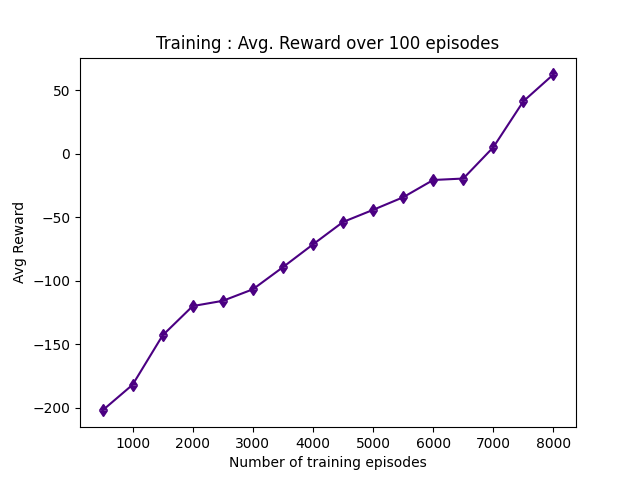 Training : Avg. Reward over 100 episodes
50
0
−50
−100
−150
−200
Avg Reward
1000 2000 3000 4000 5000 6000 7000 8000
Number of training episodes